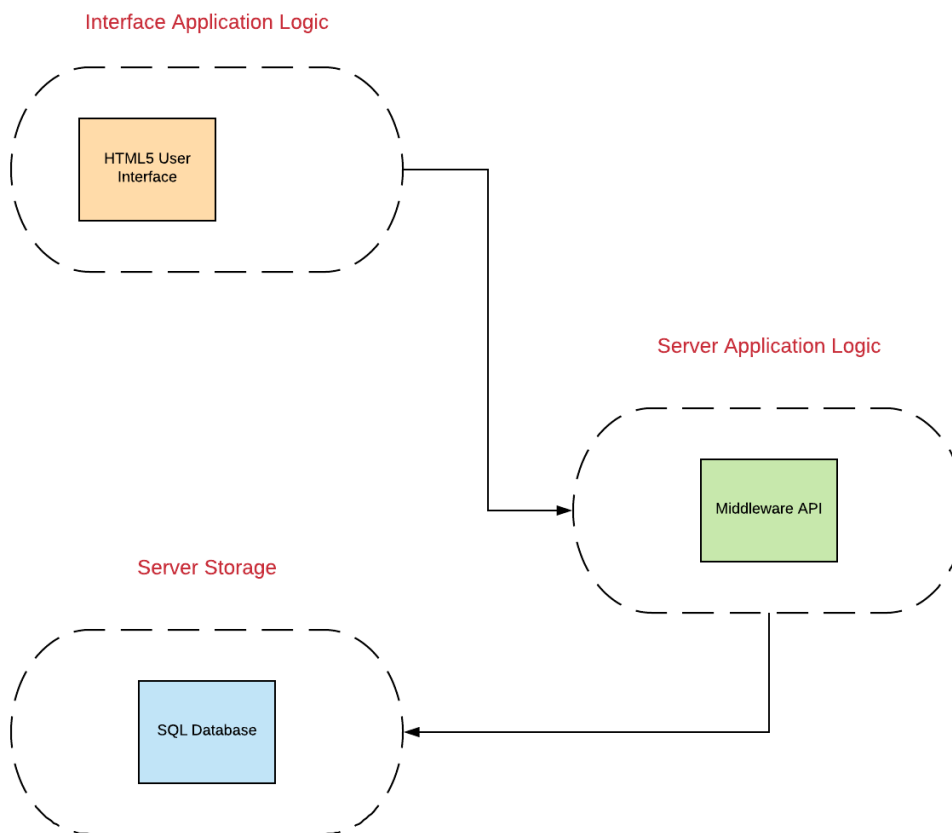 Interface Application Logic
HTML5 User
Interface
Server Application Logic
Middleware API
Server Storage
SQL Database